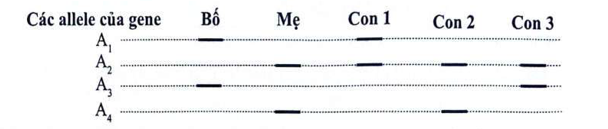 Các allele của gene Bố Mẹ Con 1 Con 2 Con 3
A1
A2
A3
A4